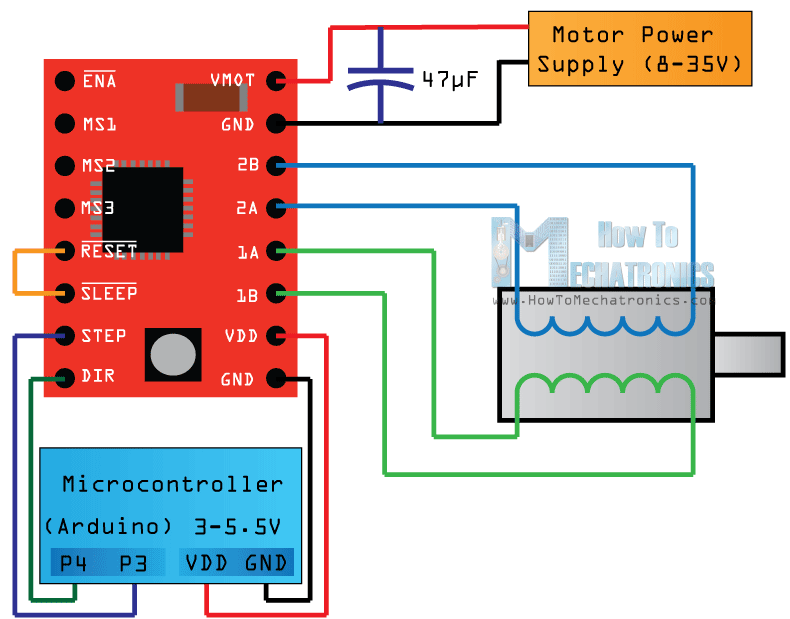 Motor Power
Supply (8-35V)
47µF
ENA
MS1
MS2
MS3
RESET
SLEEP
STEP
DIR
VMOT
GND
2B
2A
1A
1B
VDD
GND
How To
MECHATRONICS
www.HowToMechatronics.com
Microcontroller
(Arduino) 3-5.5V
P4 P3 VDD GND